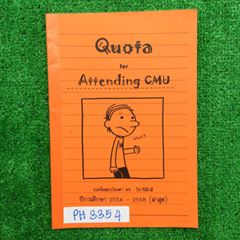 Quota
for
Attending CMU
ปีการศึกษา 2554 - 2558 (ล่าสุด)
PH 3354